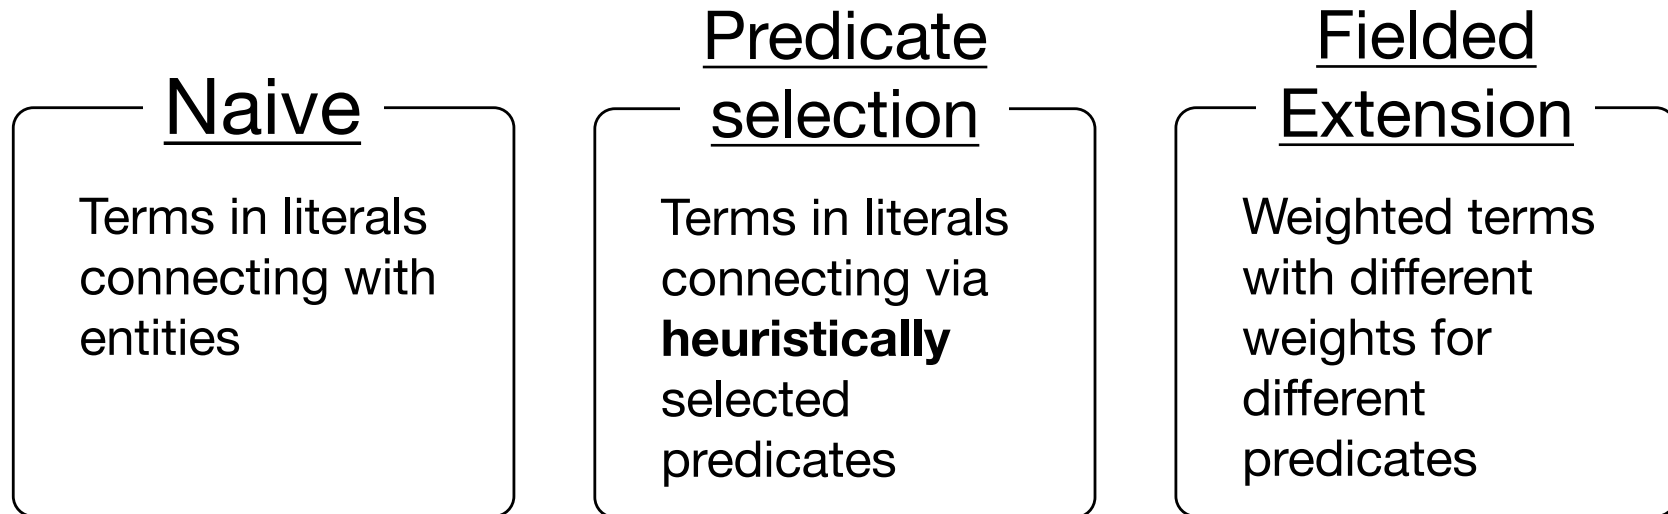 Naive
Terms in literals
connecting with
entities
Predicate
selection
Terms in literals
connecting via
heuristically
selected
predicates
Fielded
Extension
Weighted terms
with different
weights for
different
predicates